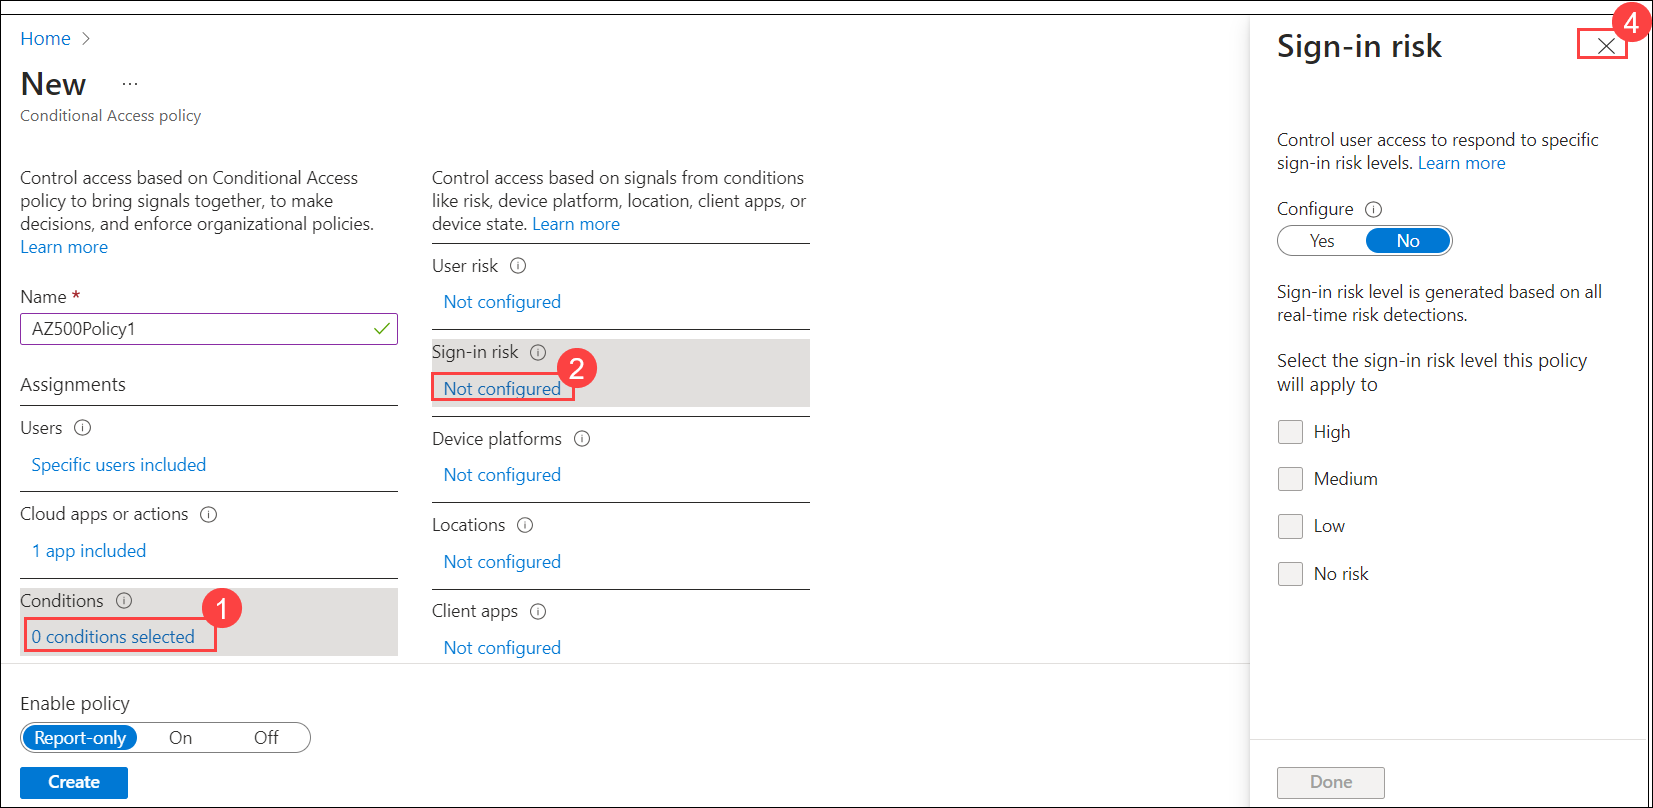 Home >
New ...
Conditional Access policy
Control access based on Conditional Access
policy to bring signals together, to make
decisions, and enforce organizational policies.
Learn more
Name *
AZ500Policy1
Assignments
Users
Specific users included
Cloud apps or actions
1 app included
Conditions
1
0 conditions selected
Control access based on signals from conditions
like risk, device platform, location, client apps, or
device state. Learn more
User risk
Not configured
Sign-in risk
2
Not configured
Device platforms
Not configured
Locations
Not configured
Client apps
Not configured
Enable policy
Report-only On Off
Create
4
Sign-in risk
Control user access to respond to specific
sign-in risk levels. Learn more
Configure
Yes No
Sign-in risk level is generated based on all
real-time risk detections.
Select the sign-in risk level this policy
will apply to
High
Medium
Low
No risk
Done